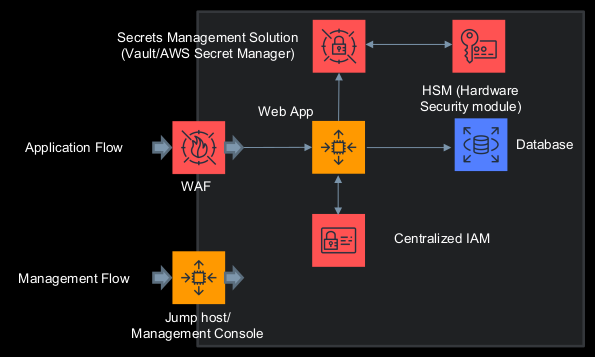 Secrets Management Solution
(Vault/AWS Secret Manager)
HSM (Hardware
Security module)
Web App
Application Flow
Database
WAF
Centralized IAM
Management Flow
Jump host/
Management Console